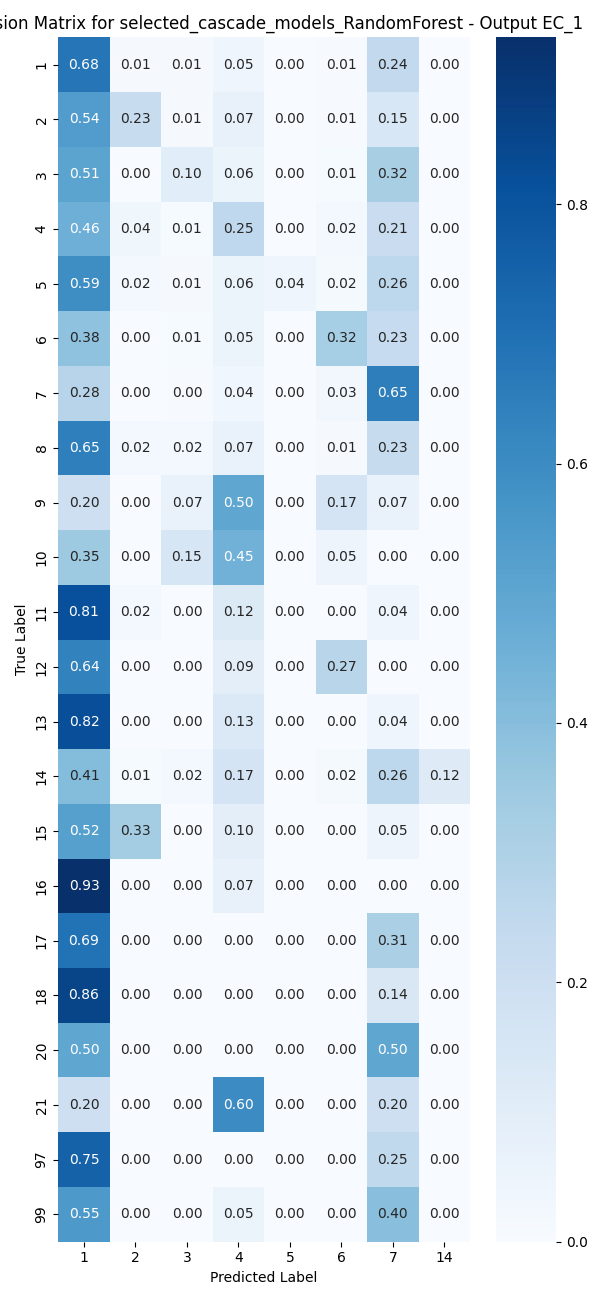 sion Matrix for selected_cascade_models_RandomForest - Output EC_1
1 0.68 0.01 0.01 0.05 0.00 0.01 0.24 0.00
2 0.54 0.23 0.01 0.07 0.00 0.01 0.15 0.00
3 0.51 0.00 0.10 0.06 0.00 0.01 0.32 0.00
4 0.46 0.04 0.01 0.25 0.00 0.02 0.21 0.00
5 0.59 0.02 0.01 0.06 0.04 0.02 0.26 0.00
6 0.38 0.00 0.01 0.05 0.00 0.32 0.23 0.00
7 0.28 0.00 0.00 0.04 0.00 0.03 0.65 0.00
8 0.65 0.02 0.02 0.07 0.00 0.01 0.23 0.00
9 0.20 0.00 0.07 0.50 0.00 0.17 0.07 0.00
10 0.35 0.00 0.15 0.45 0.00 0.05 0.00 0.00
11 0.81 0.02 0.00 0.12 0.00 0.00 0.04 0.00
12 0.64 0.00 0.00 0.09 0.00 0.27 0.00 0.00
13 0.82 0.00 0.00 0.13 0.00 0.00 0.04 0.00
14 0.41 0.01 0.02 0.17 0.00 0.02 0.26 0.12
15 0.52 0.33 0.00 0.10 0.00 0.00 0.05 0.00
16 0.93 0.00 0.00 0.07 0.00 0.00 0.00 0.00
17 0.69 0.00 0.00 0.00 0.00 0.00 0.31 0.00
18 0.86 0.00 0.00 0.00 0.00 0.00 0.14 0.00
20 0.50 0.00 0.00 0.00 0.00 0.00 0.50 0.00
21 0.20 0.00 0.00 0.60 0.00 0.00 0.20 0.00
97 0.75 0.00 0.00 0.00 0.00 0.00 0.25 0.00
99 0.55 0.00 0.00 0.05 0.00 0.00 0.40 0.00
1 2 3 4 5 6 7 14
Predicted Label
True Label
0.8
0.6
0.4
0.2
0.0